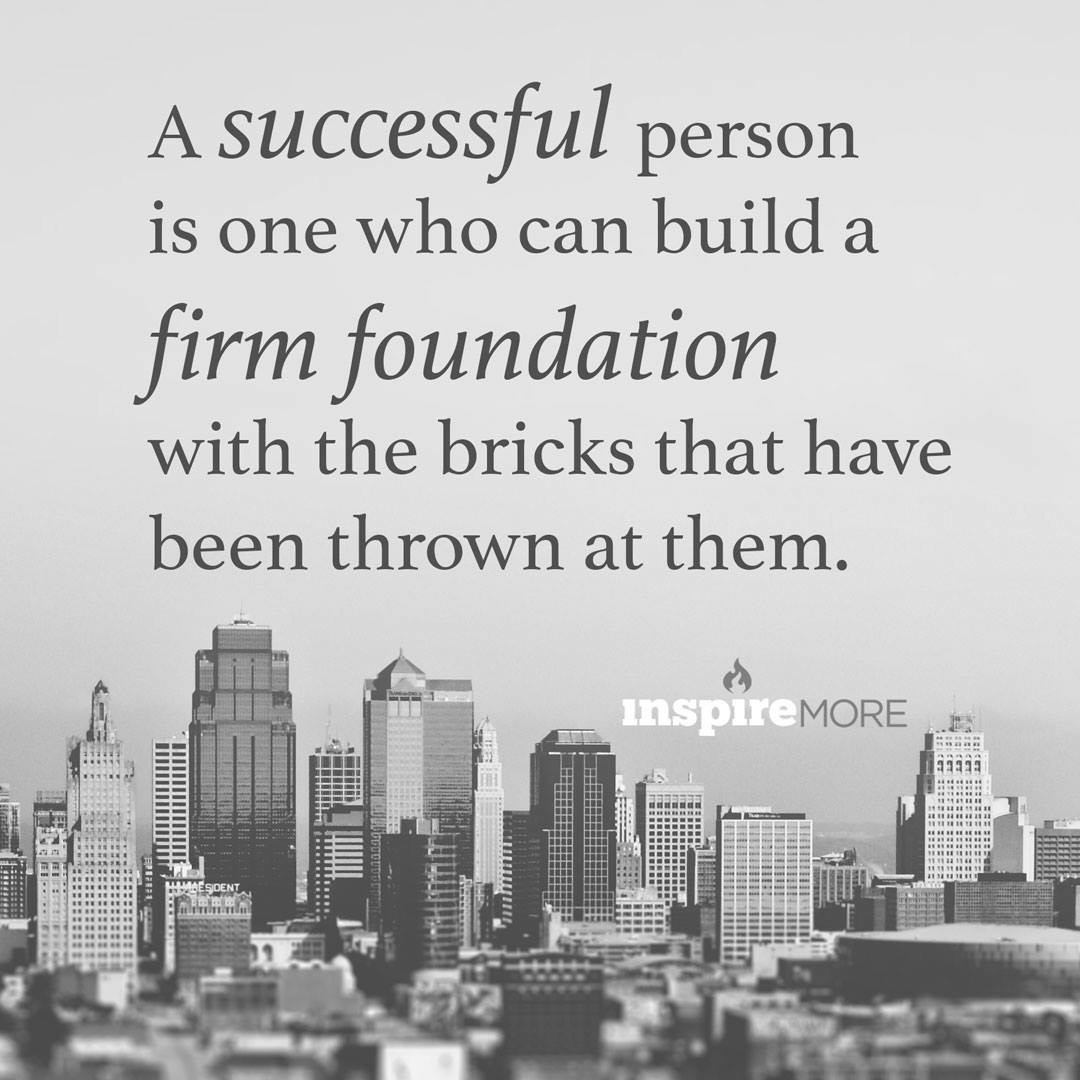 A successful person
is one who can build a
firm foundation
with the bricks that have
been thrown at them.
inspireMORE
PRESIDENT